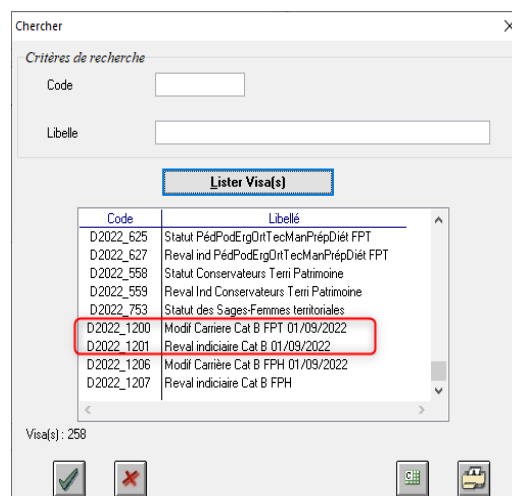 Chercher
Critères de recherche
Code
Libelle
Lister Visa(s)
Code Libellé
D2022_625 Statut PédPodErgOrtTecManPrépDiét FPT
D2022_627 Reval ind PédPodErgOrtTecManPrépDiét FPT
D2022_558 Statut Conservateurs Terri Patrimoine
D2022_559 Reval Ind Conservateurs Terri Patrimoine
D2022_753 Statut des Sages-Femmes territoriales
D2022_1200 Modif Carriere Cat B FPT 01/09/2022
D2022_1201 Reval indiciaire Cat B 01/09/2022
D2022_1206 Modif Carrière Cat B FPH 01/09/2022
D2022_1207 Reval indiciaire Cat B FPH
Visa(s) : 258